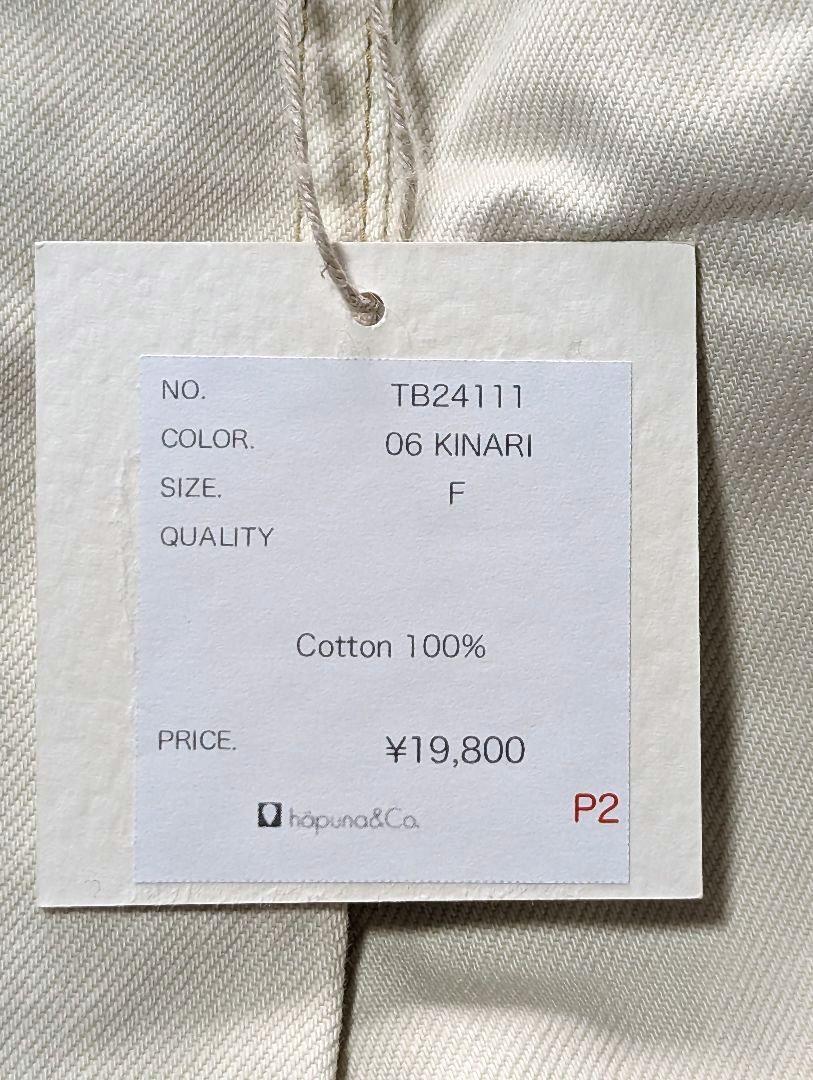 NO. TB24111
COLOR. 06 KINARI
SIZE. F
QUALITY
Cotton 100%
PRICE. ¥19,800
hāpuna&Co.
P2